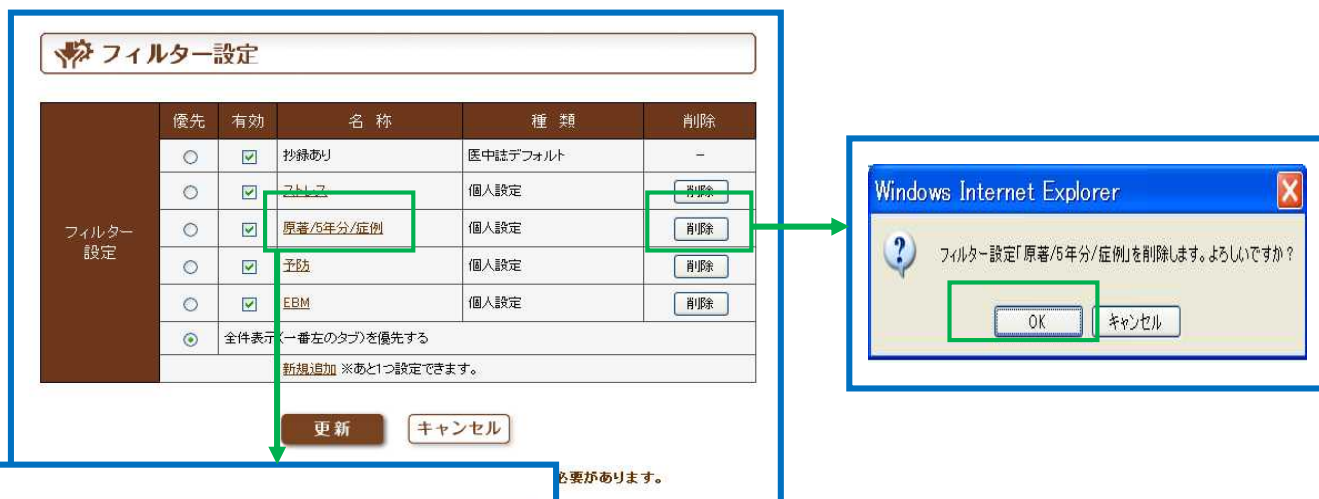 フィルター設定
優先 有効 名 称 種 類 削除
フィルター
設定
抄録あり 医中誌デフォルト －
ストレス 個人設定 削除
原著/5年分/症例 個人設定 削除
予防 個人設定 削除
EBM 個人設定 削除
全件表示(一番左のタブ)を優先する
新規追加 ※あと1つ設定できます。
更新 キャンセル
必要があります。
Windows Internet Explorer
フィルター設定「原著/5年分/症例」を削除します。よろしいですか？
OK キャンセル